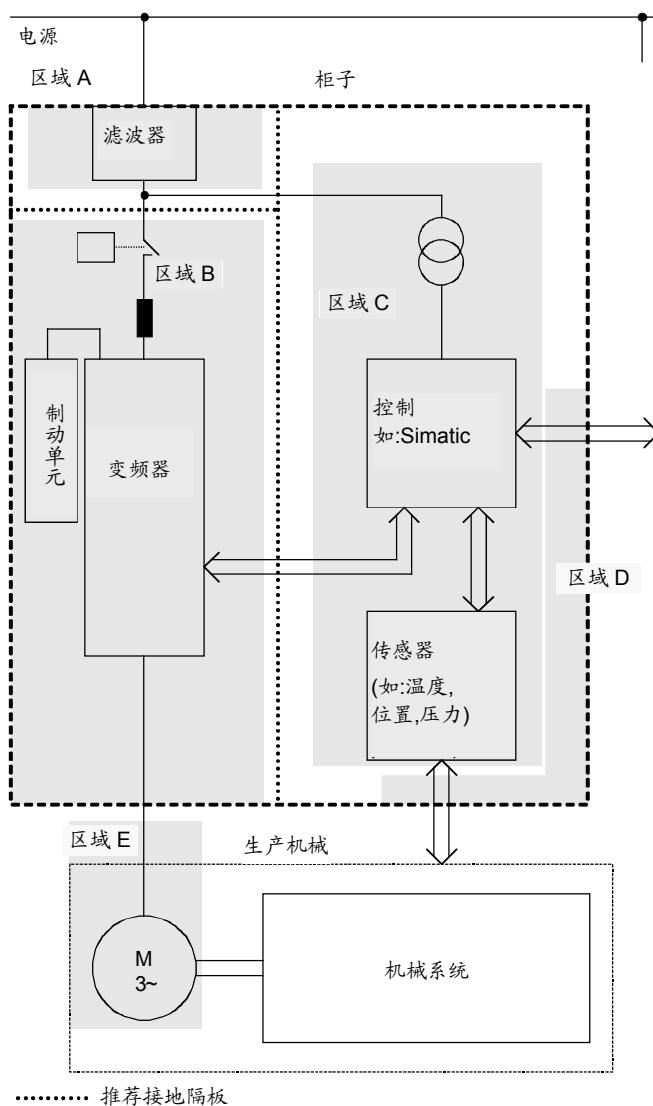 电源
区域 A
柜子
滤波器
区域 B
区域 C
制
动
单
元
变频器
控制
如:Simatic
区域 D
传感器
(如:温度,
位置,压力)
区域 E
生产机械
M
3~
机械系统
推荐接地隔板